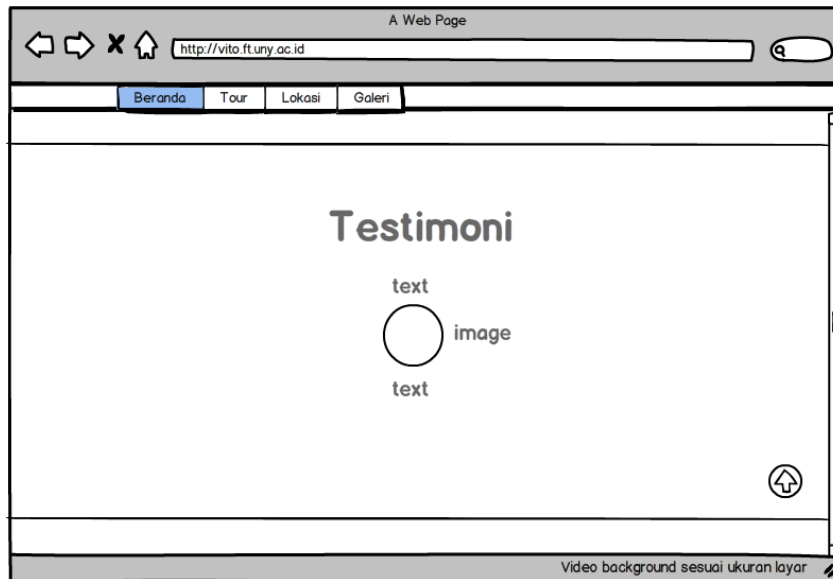 A Web Page
http://vito.ft.uny.ac.id
Beranda Tour Lokasi Galeri
Testimoni
text
image
text
Video background sesuai ukuran layar